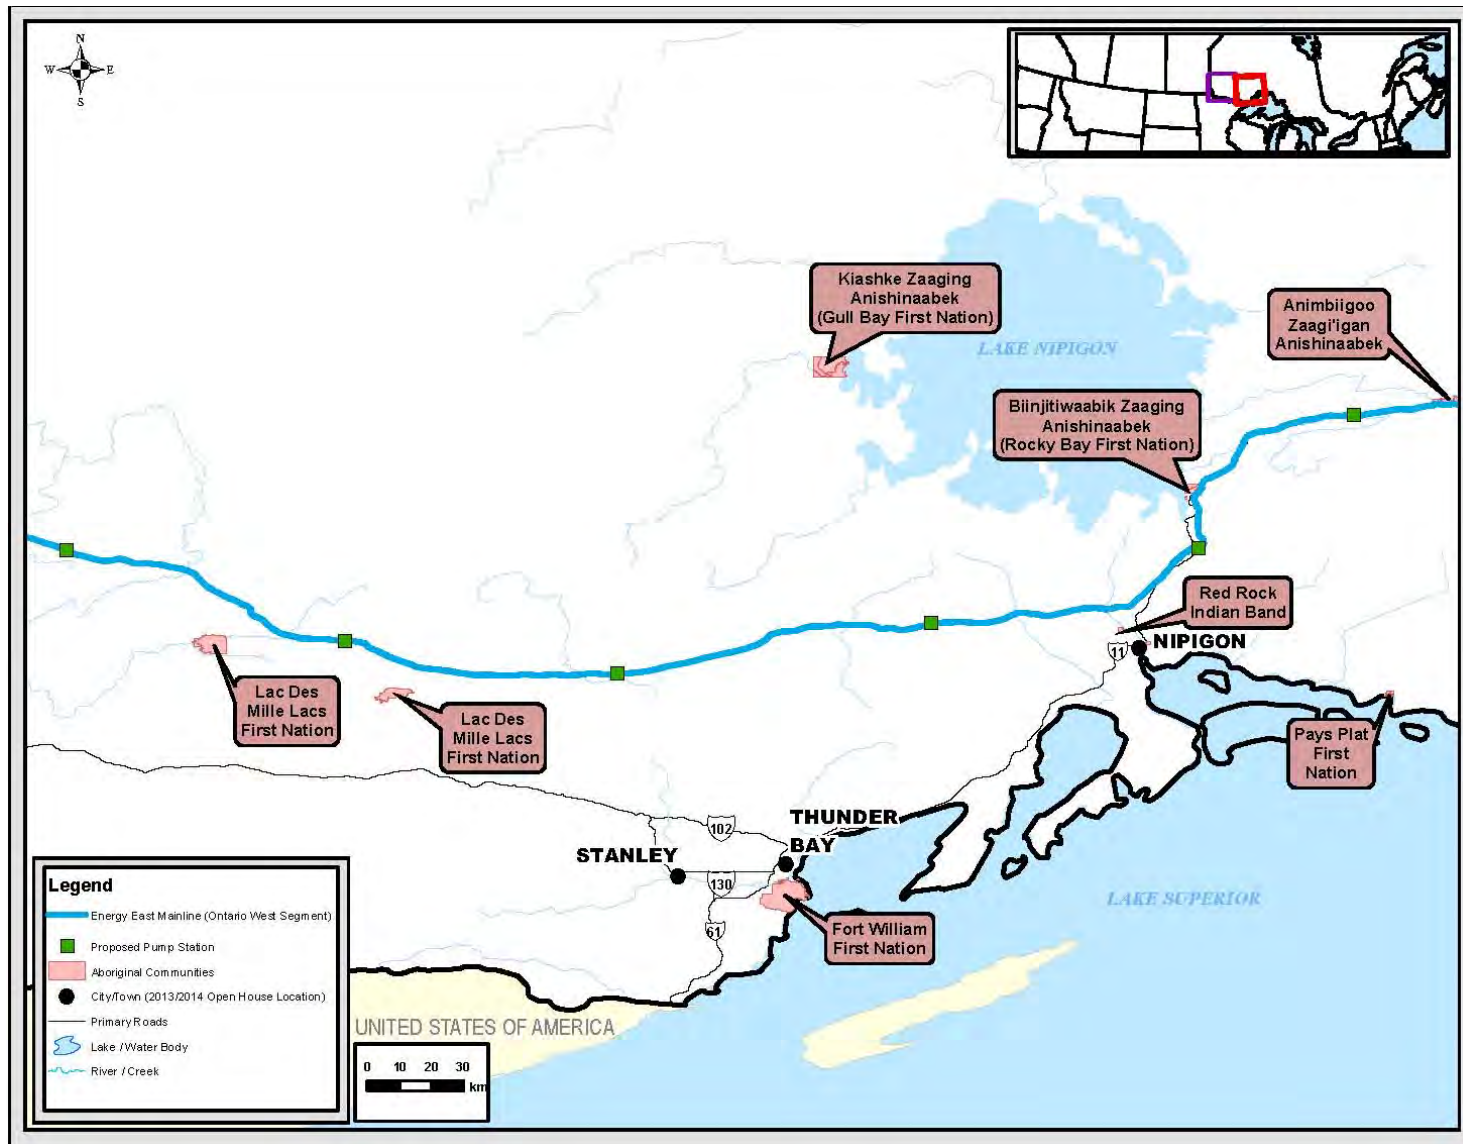 N
W
E
S
Kiashke Zaaging
Anishinaabek
(Gull Bay First Nation)
LAKE NIPIGON
Animbiigoo
Zaagi'igan
Anishinaabek
Biinjitiwaabik Zaaging
Anishinaabek
(Rocky Bay First Nation)
Red Rock
Indian Band
11
NIPIGON
Lac Des
Mille Lacs
First Nation
Lac Des
Mille Lacs
First Nation
Pays Plat
First
Nation
THUNDER
BAY
102
STANLEY
130
61
Fort William
First Nation
LAKE SUPERIOR
UNITED STATES OF AMERICA
Legend
Energy East Mainline (Ontario West Segment)
Proposed Pump Station
Aboriginal Communities
City/Town (2013/2014 Open House Location)
Primary Roads
Lake / Water Body
River / Creek
0 10 20 30
km